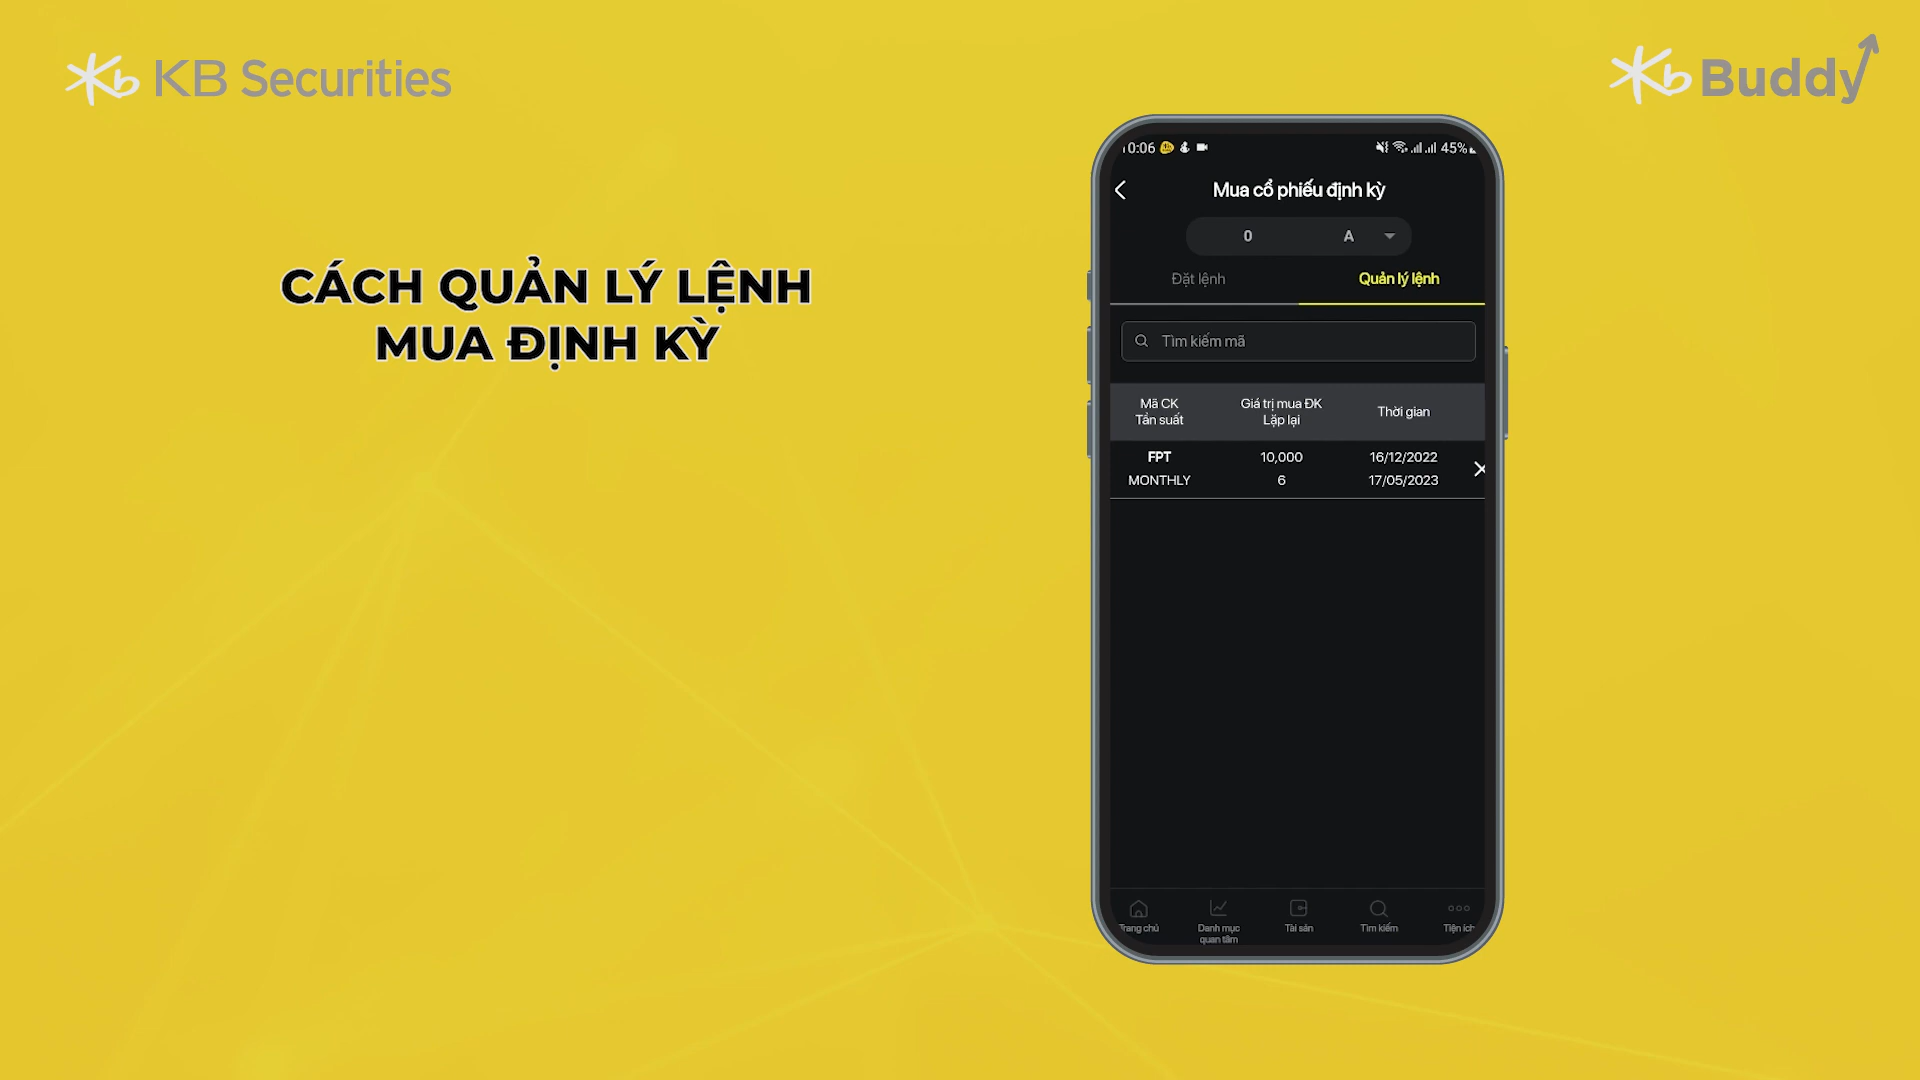 Kb KB Securities
Kb Buddy
CÁCH QUẢN LÝ LỆNH
MUA ĐỊNH KỲ
10:06
45%
Mua cổ phiếu định kỳ
0 A
Đặt lệnh
Quản lý lệnh
Tìm kiếm mã
Mã CK
Tần suất
Giá trị mua ĐK
Lặp lại
Thời gian
FPT 10,000 16/12/2022
MONTHLY 6 17/05/2023
Trang chủ
Danh mục
quan tâm
Tài sản
Tìm kiếm
Tiện ích